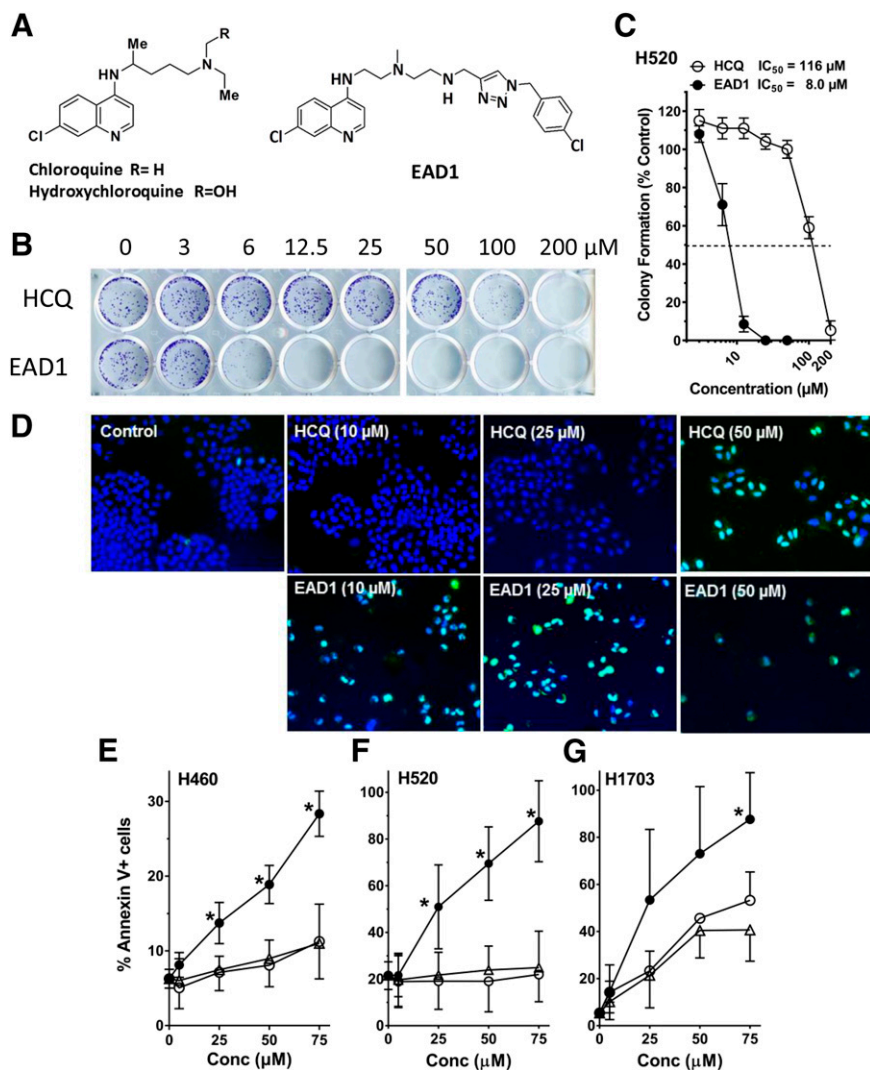 A
Me
R
HN
N
Me
Cl
N
Chloroquine R= H
Hydroxychloroquine R=OH
HN
N
N
H
N
N=N
Cl
N
Cl
EAD1
C
H520
HCQ IC50 = 116 µM
EAD1 IC50 = 8.0 µM
120
100
80
60
40
20
0
Colony Formation (% Control)
10
100
200
Concentration (µM)
B
0 3 6 12.5 25 50 100 200 µM
HCQ
EAD1
D
Control
HCQ (10 µM)
HCQ (25 µM)
HCQ (50 µM)
EAD1 (10 µM)
EAD1 (25 µM)
EAD1 (50 µM)
E
H460
% Annexin V+ cells
30
20
10
0
*
*
*
0 25 50 75
Conc (µM)
F
H520
100
80
60
40
20
0
*
*
*
0 25 50 75
Conc (µM)
G
H1703
100
80
60
40
20
0
*
0 25 50 75
Conc (µM)